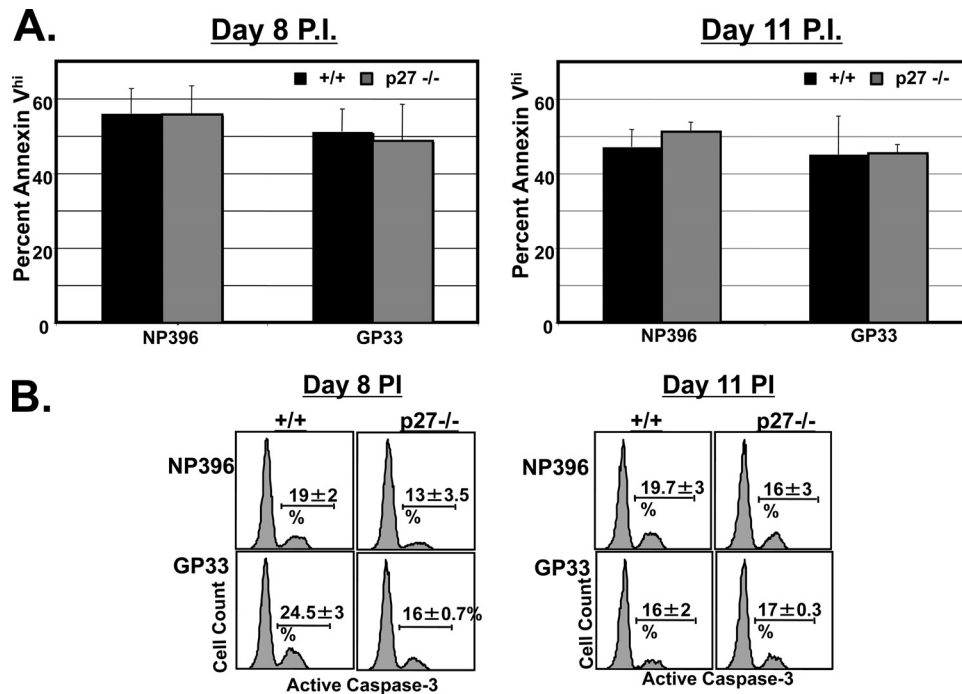 A.
Day 8 P.I.
Percent Annexin Vhi
+/+ p27 -/-
60
40
20
0
NP396 GP33
Day 11 P.I.
Percent Annexin Vhi
+/+ p27 -/-
60
40
20
0
NP396 GP33
B.
Day 8 PI
+/+ p27-/-
NP396
19±2
%
13±3.5
%
GP33
24.5±3
%
16±0.7%
Cell Count
Active Caspase-3
Day 11 PI
+/+ p27-/-
NP396
19.7±3
%
16±3
%
GP33
16±2
%
17±0.3
%
Cell Count
Active Caspase-3